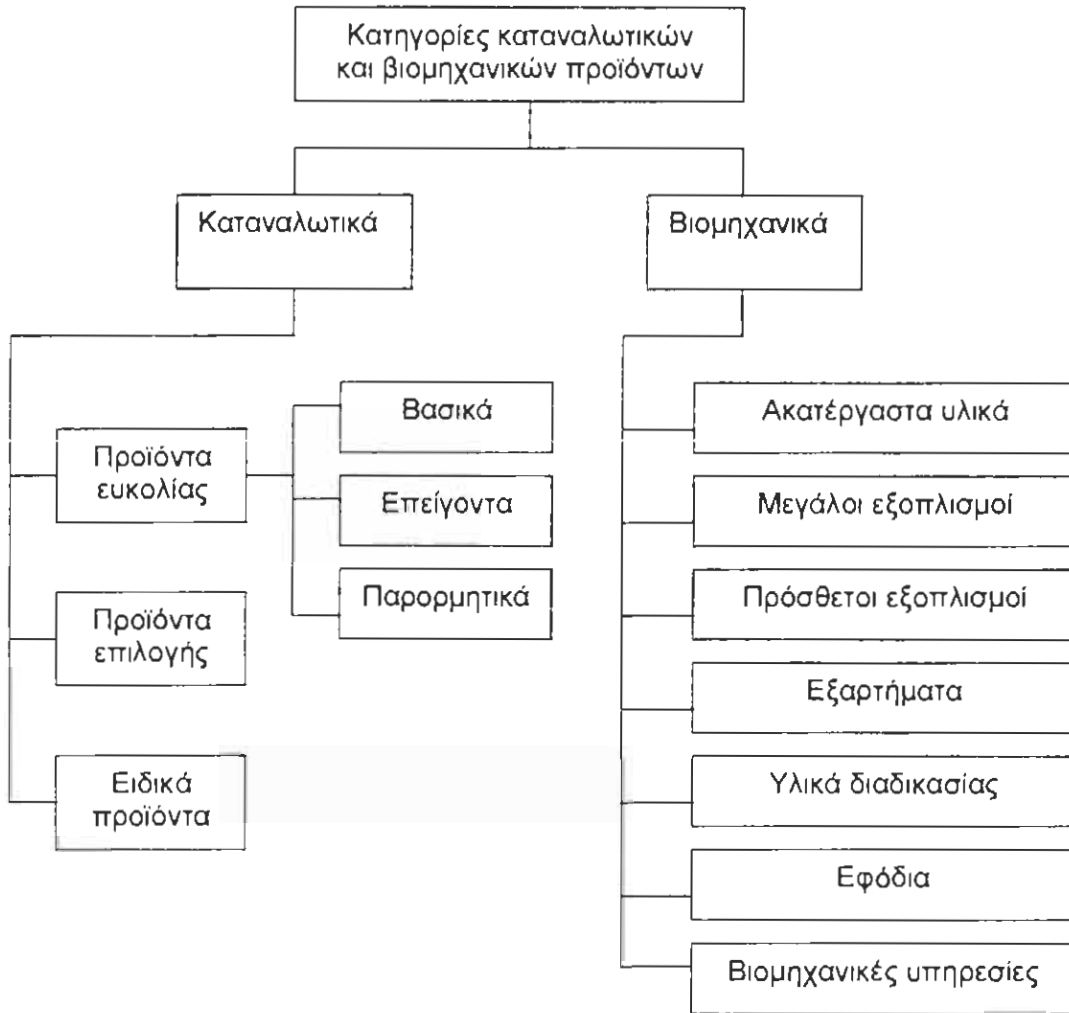 Κατηγορίες καταναλωτικών
και βιομηχανικών προϊόντων
Καταναλωτικά
Βιομηχανικά
Προϊόντα
ευκολίας
Βασικά
Επείγοντα
Παρορμητικά
Προϊόντα
επιλογής
Ειδικά
προϊόντα
Ακατέργαστα υλικά
Μεγάλοι εξοπλισμοί
Πρόσθετοι εξοπλισμοί
Εξαρτήματα
Υλικά διαδικασίας
Εφόδια
Βιομηχανικές υπηρεσίες